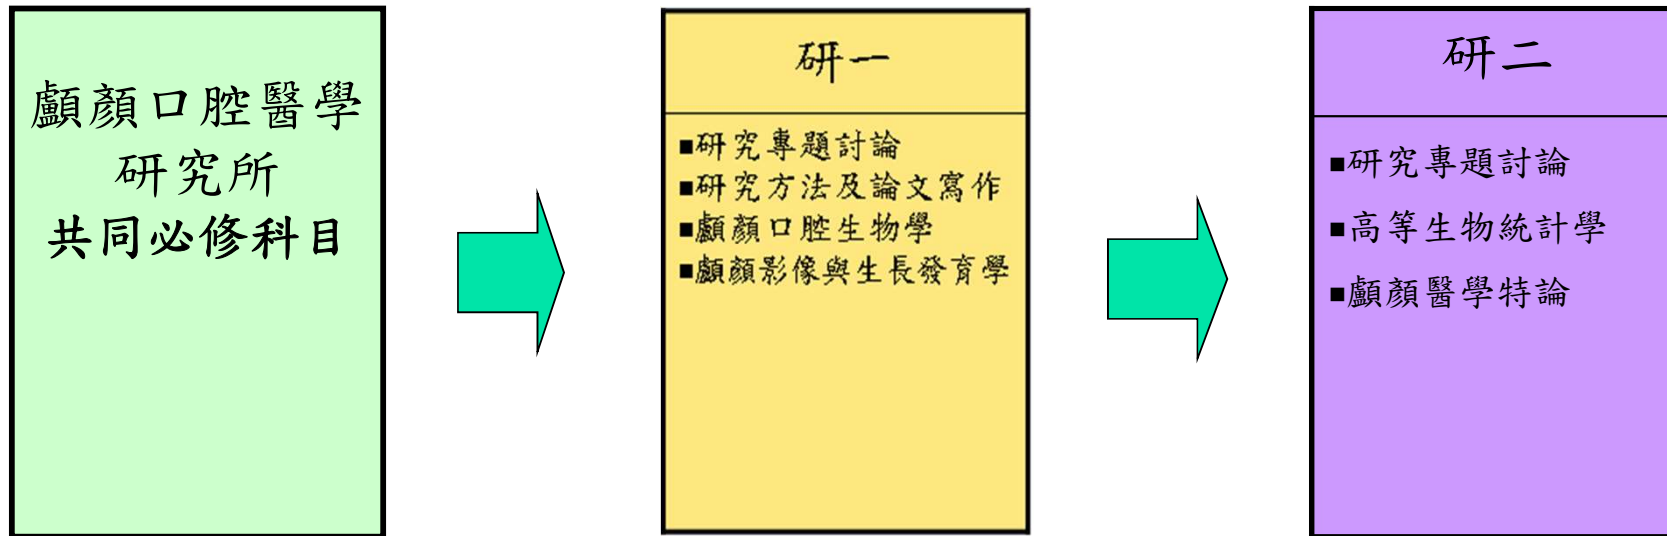 顱顏口腔醫學
研究所
共同必修科目
研一
■研究專題討論
■研究方法及論文寫作
■顱顏口腔生物學
■顱顏影像與生長發育學
研二
■研究專題討論
■高等生物統計學
■顱顏醫學特論